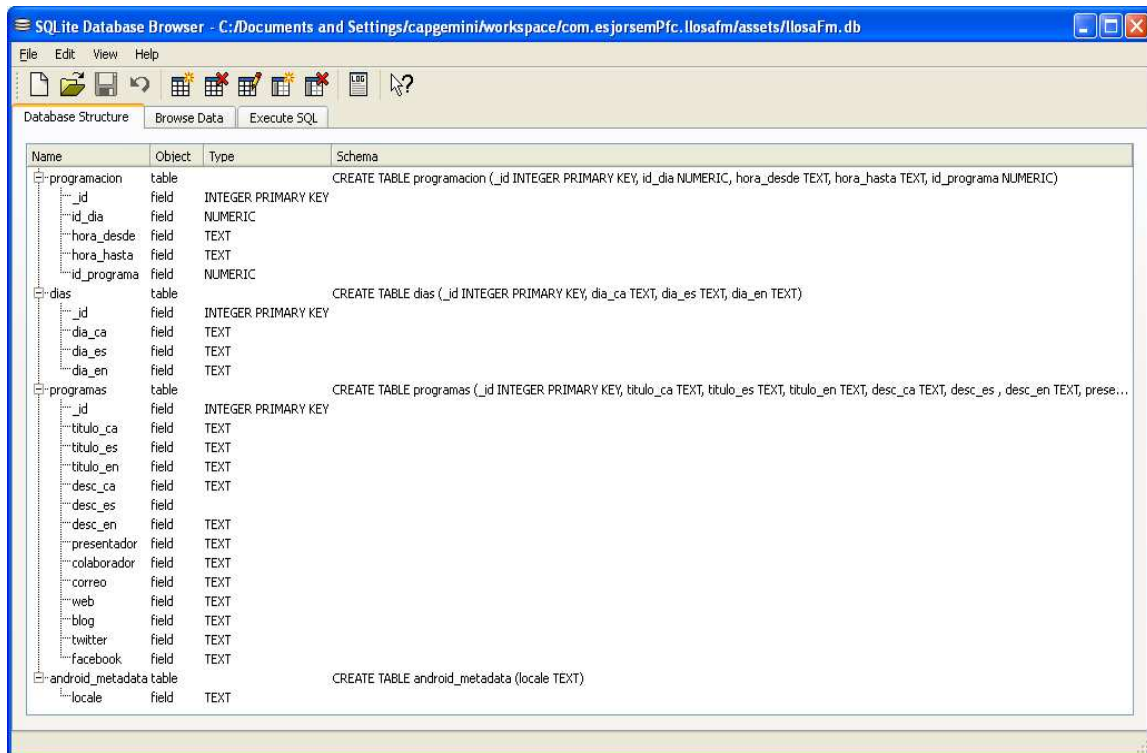 SQLite Database Browser - C:/Documents and Settings/capgemini/workspace/com.esjorsemPfc.llosafm/assets/llosaFm.db
File Edit View Help
LOG
Database Structure Browse Data Execute SQL
Name Object Type Schema
programacion table CREATE TABLE programacion (_id INTEGER PRIMARY KEY, id_dia NUMERIC, hora_desde TEXT, hora_hasta TEXT, id_programa NUMERIC)
_id field INTEGER PRIMARY KEY
id_dia field NUMERIC
hora_desde field TEXT
hora_hasta field TEXT
id_programa field NUMERIC
dias table CREATE TABLE dias (_id INTEGER PRIMARY KEY, dia_ca TEXT, dia_es TEXT, dia_en TEXT)
_id field INTEGER PRIMARY KEY
dia_ca field TEXT
dia_es field TEXT
dia_en field TEXT
programas table CREATE TABLE programas (_id INTEGER PRIMARY KEY, titulo_ca TEXT, titulo_es TEXT, titulo_en TEXT, desc_ca TEXT, desc_es , desc_en TEXT, prese...
_id field INTEGER PRIMARY KEY
titulo_ca field TEXT
titulo_es field TEXT
titulo_en field TEXT
desc_ca field TEXT
desc_es field
desc_en field TEXT
presentador field TEXT
colaborador field TEXT
correo field TEXT
web field TEXT
blog field TEXT
twitter field TEXT
facebook field TEXT
android_metadata table CREATE TABLE android_metadata (locale TEXT)
locale field TEXT